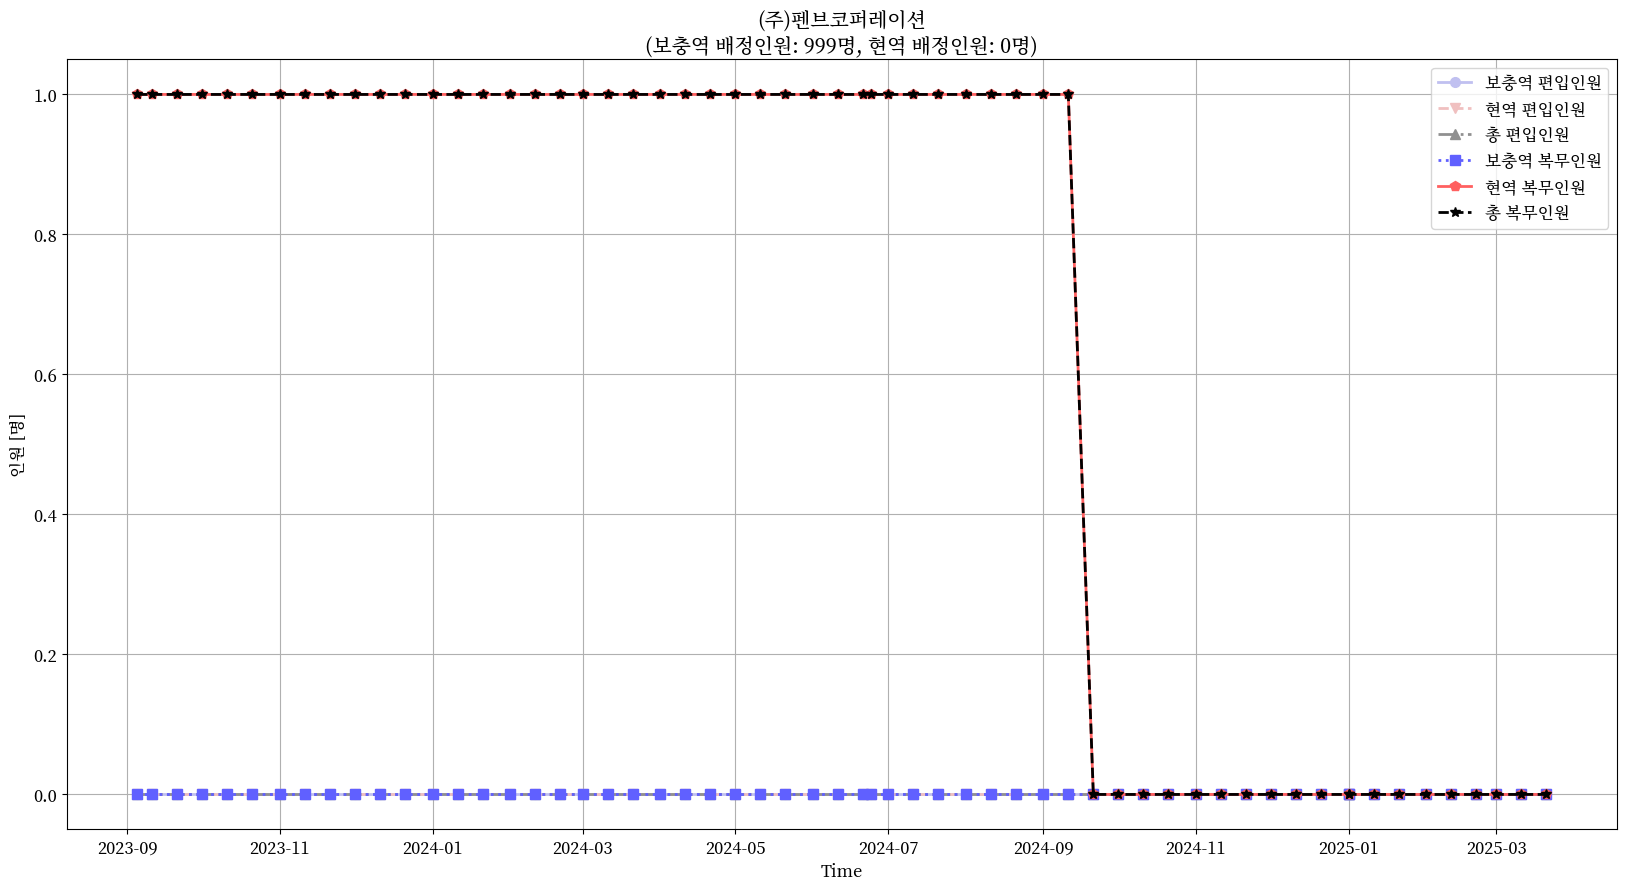 (주)펜브코퍼레이션
(보충역 배정인원: 999명, 현역 배정인원: 0명)
보충역 편입인원
현역 편입인원
총 편입인원
보충역 복무인원
현역 복무인원
총 복무인원
인원 [명]
1.0
0.8
0.6
0.4
0.2
0.0
2023-09 2023-11 2024-01 2024-03 2024-05 2024-07 2024-09 2024-11 2025-01 2025-03
Time